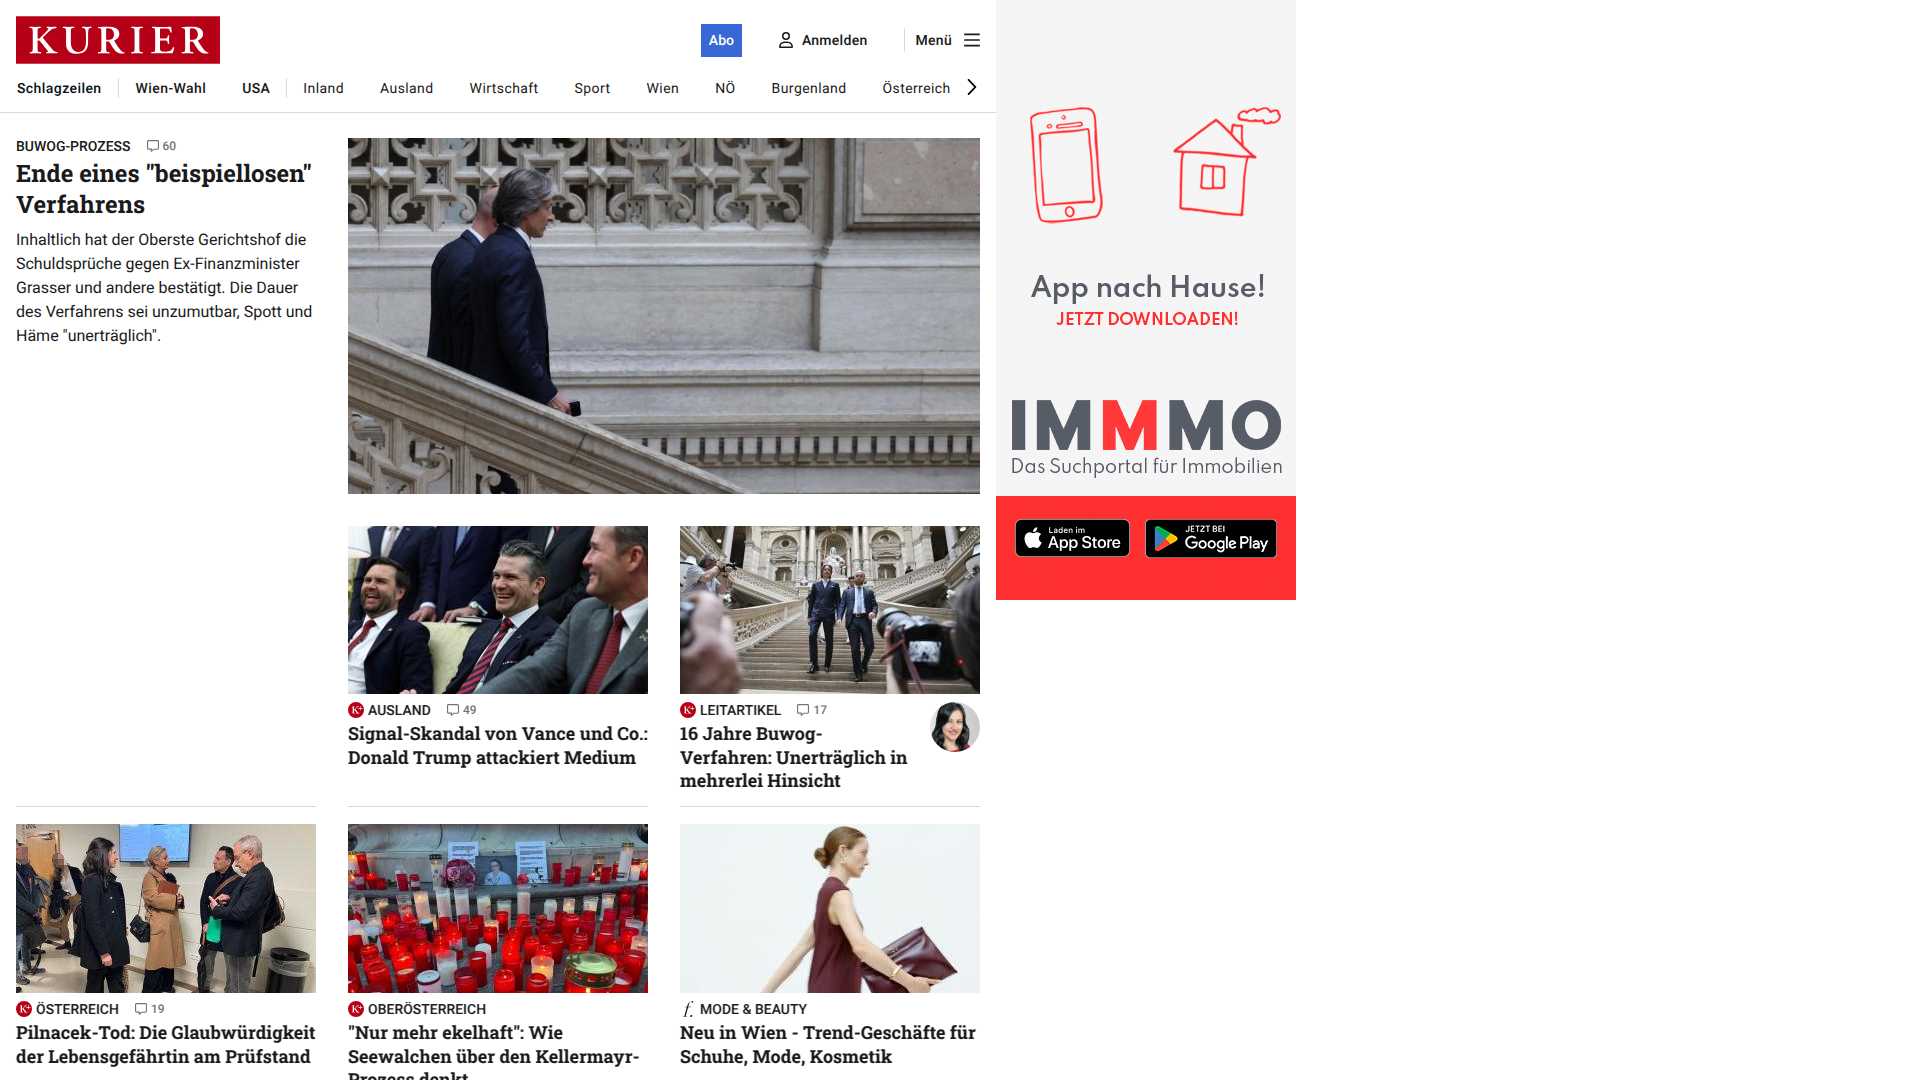 KURIER
Abo
Anmelden
Menü
Schlagzeilen
Wien-Wahl
USA
Inland
Ausland
Wirtschaft
Sport
Wien
NÖ
Burgenland
Österreich
BUWOG-PROZESS 60
Ende eines "beispiellosen"
Verfahrens
Inhaltlich hat der Oberste Gerichtshof die
Schuldsprüche gegen Ex-Finanzminister
Grasser und andere bestätigt. Die Dauer
des Verfahrens sei unzumutbar, Spott und
Häme "unerträglich".
K+ AUSLAND 49
Signal-Skandal von Vance und Co.:
Donald Trump attackiert Medium
K+ LEITARTIKEL 17
16 Jahre Buwog-
Verfahren: Unerträglich in
mehrerlei Hinsicht
K+ ÖSTERREICH 19
Pilnacek-Tod: Die Glaubwürdigkeit
der Lebensgefährtin am Prüfstand
K+ OBERÖSTERREICH
"Nur mehr ekelhaft": Wie
Seewalchen über den Kellermayr-
Prozess denkt
f. MODE & BEAUTY
Neu in Wien - Trend-Geschäfte für
Schuhe, Mode, Kosmetik
App nach Hause!
JETZT DOWNLOADEN!
IMMMO
Das Suchportal für Immobilien
Laden im
App Store
JETZT BEI
Google Play